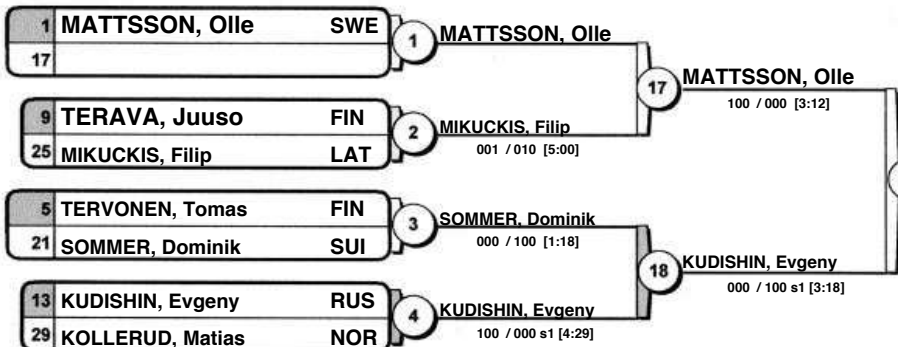 1 MATTSSON, Olle SWE
17
1 MATTSSON, Olle
9 TERAVA, Juuso FIN
25 MIKUCKIS, Filip LAT
2 MIKUCKIS, Filip
001 / 010 [5:00]
17 MATTSSON, Olle
100 / 000 [3:12]
5 TERVONEN, Tomas FIN
21 SOMMER, Dominik SUI
3 SOMMER, Dominik
000 / 100 [1:18]
13 KUDISHIN, Evgeny RUS
29 KOLLERUD, Matias NOR
4 KUDISHIN, Evgeny
100 / 000 s1 [4:29]
18 KUDISHIN, Evgeny
000 / 100 s1 [3:18]